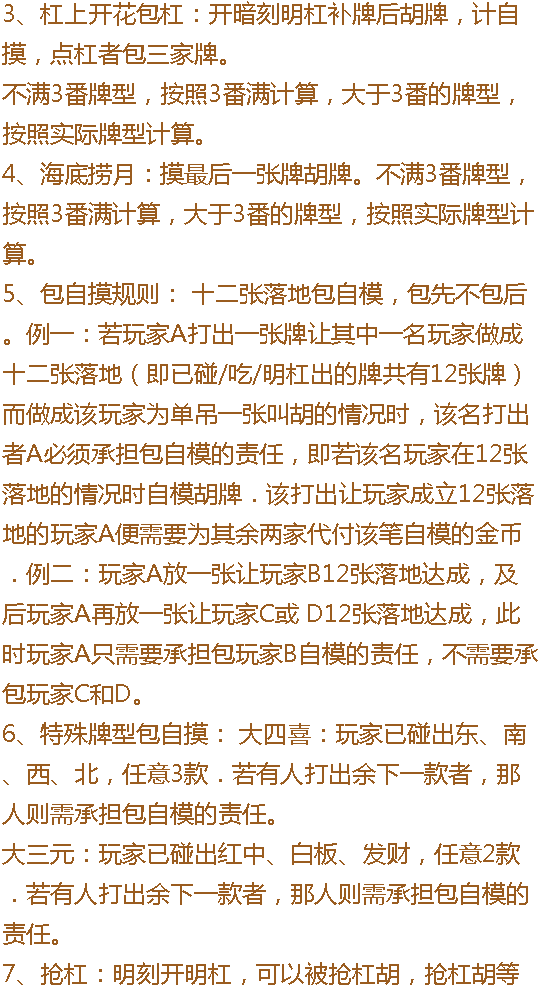 3、杠上开花包杠：开暗刻明杠补牌后胡牌，计自
摸，点杠者包三家牌。
不满3番牌型，按照3番满计算，大于3番的牌型，
按照实际牌型计算。
4、海底捞月：摸最后一张牌胡牌。不满3番牌型，
按照3番满计算，大于3番的牌型，按照实际牌型计
算。
5、包自摸规则： 十二张落地包自模，包先不包后
。例一：若玩家A打出一张牌让其中一名玩家做成
十二张落地（即已碰/吃/明杠出的牌共有12张牌）
而做成该玩家为单吊一张叫胡的情况时，该名打出
者A必须承担包自模的责任，即若该名玩家在12张
落地的情况时自模胡牌．该打出让玩家成立12张落
地的玩家A便需要为其余两家代付该笔自模的金币
．例二：玩家A放一张让玩家B12张落地达成，及
后玩家A再放一张让玩家C或 D12张落地达成，此
时玩家A只需要承担包玩家B自模的责任，不需要承
包玩家C和D。
6、特殊牌型包自摸： 大四喜：玩家已碰出东、南
、西、北，任意3款．若有人打出余下一款者，那
人则需承担包自模的责任。
大三元：玩家已碰出红中、白板、发财，任意2款
．若有人打出余下一款者，那人则需承担包自模的
责任。
7、抢杠：明刻开明杠，可以被抢杠胡，抢杠胡等